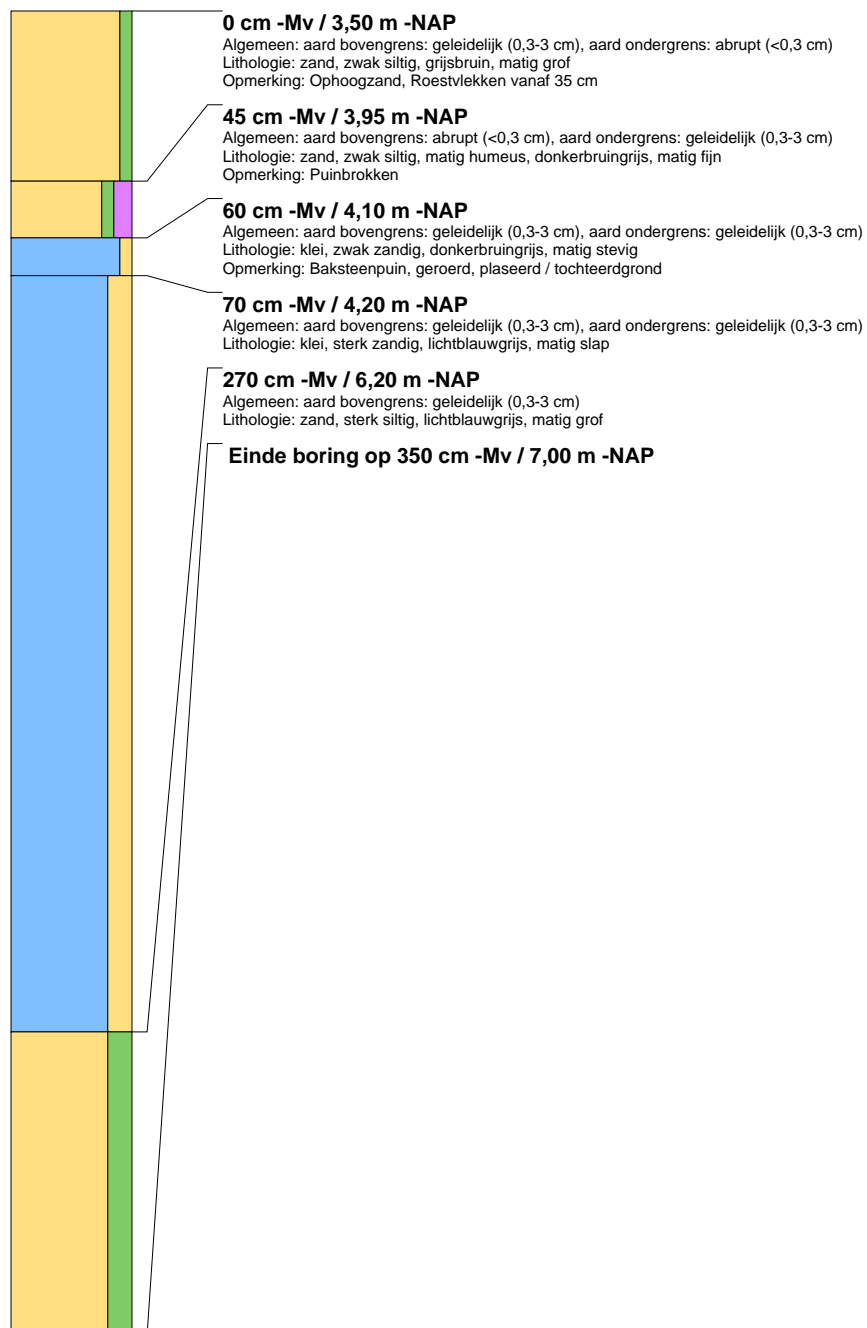 0 cm -Mv / 3,50 m -NAP
Algemeen: aard bovengrens: geleidelijk (0,3-3 cm), aard ondergrens: abrupt (<0,3 cm)
Lithologie: zand, zwak siltig, grijsbruin, matig grof
Opmerking: Ophoogzand, Roestvlekken vanaf 35 cm
45 cm -Mv / 3,95 m -NAP
Algemeen: aard bovengrens: abrupt (<0,3 cm), aard ondergrens: geleidelijk (0,3-3 cm)
Lithologie: zand, zwak siltig, matig humeus, donkerbruingrijs, matig fijn
Opmerking: Puinbrokken
60 cm -Mv / 4,10 m -NAP
Algemeen: aard bovengrens: geleidelijk (0,3-3 cm), aard ondergrens: geleidelijk (0,3-3 cm)
Lithologie: klei, zwak zandig, donkerbruingrijs, matig stevig
Opmerking: Baksteenpuin, geroerd, plaseerd / tochteerdgrond
70 cm -Mv / 4,20 m -NAP
Algemeen: aard bovengrens: geleidelijk (0,3-3 cm), aard ondergrens: geleidelijk (0,3-3 cm)
Lithologie: klei, sterk zandig, lichtblauwgrijs, matig slap
270 cm -Mv / 6,20 m -NAP
Algemeen: aard bovengrens: geleidelijk (0,3-3 cm)
Lithologie: zand, sterk siltig, lichtblauwgrijs, matig grof
Einde boring op 350 cm -Mv / 7,00 m -NAP